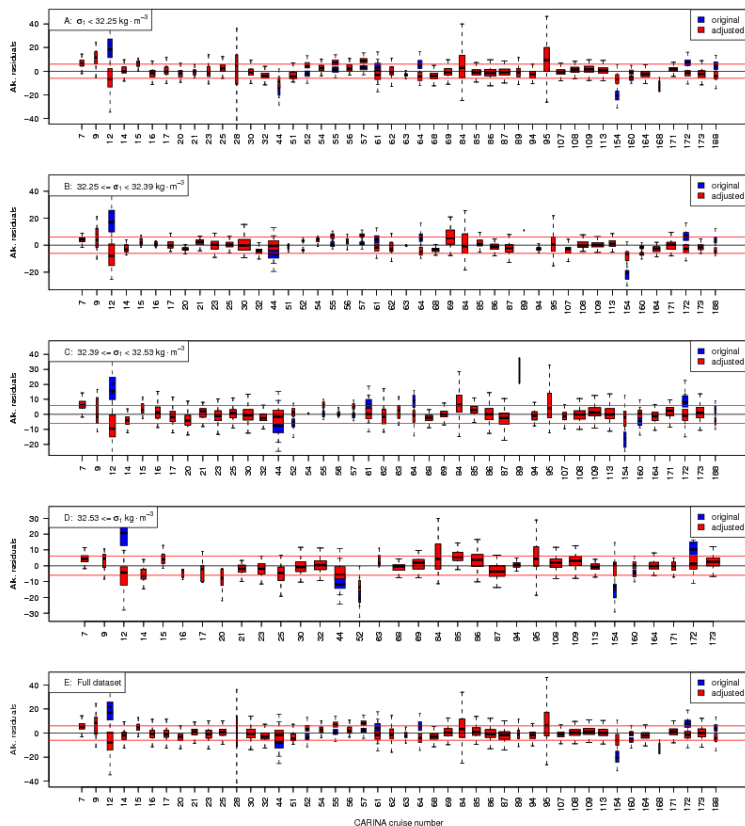 A: σ₁ < 32.25 kg · m⁻³
original
adjusted
Alk. residuals
40
20
0
−20
−40
7 9 12 14 15 16 17 20 21 23 25 28 30 32 44 51 52 54 55 56 57 61 62 63 64 68 84 85 86 87 94 95 107 108 109 113 154 160 164 168 171 172 173 188
B: 32.25 <= σ₁ < 32.39 kg · m⁻³
original
adjusted
Alk. residuals
40
20
0
−20
7 9 12 14 15 16 17 20 21 23 25 30 32 44 51 52 54 55 56 57 61 62 63 64 68 69 84 85 86 87 89 94 95 107 108 109 113 154 160 164 171 172 173 188
C: 32.39 <= σ₁ < 32.53 kg · m⁻³
original
adjusted
Alk. residuals
40
30
20
10
0
−10
−20
7 9 12 14 15 16 17 20 21 23 25 30 32 44 52 54 55 56 57 61 62 63 64 68 69 84 85 86 87 89 94 95 107 108 109 113 154 160 164 171 172 173 188
D: 32.53 <= σ₁ kg · m⁻³
original
adjusted
Alk. residuals
30
20
10
0
−10
−20
−30
7 9 12 14 15 16 17 20 21 23 25 30 32 44 52 63 68 69 84 85 86 87 94 95 108 109 113 154 160 164 171 172 173
E: Full dataset
original
adjusted
Alk. residuals
40
20
0
−20
−40
7 9 12 14 15 16 17 20 21 23 25 28 30 32 44 51 52 54 55 56 57 61 62 63 64 68 69 84 85 86 87 89 94 95 107 108 109 113 154 160 164 168 171 172 173 188
CARINA cruise number